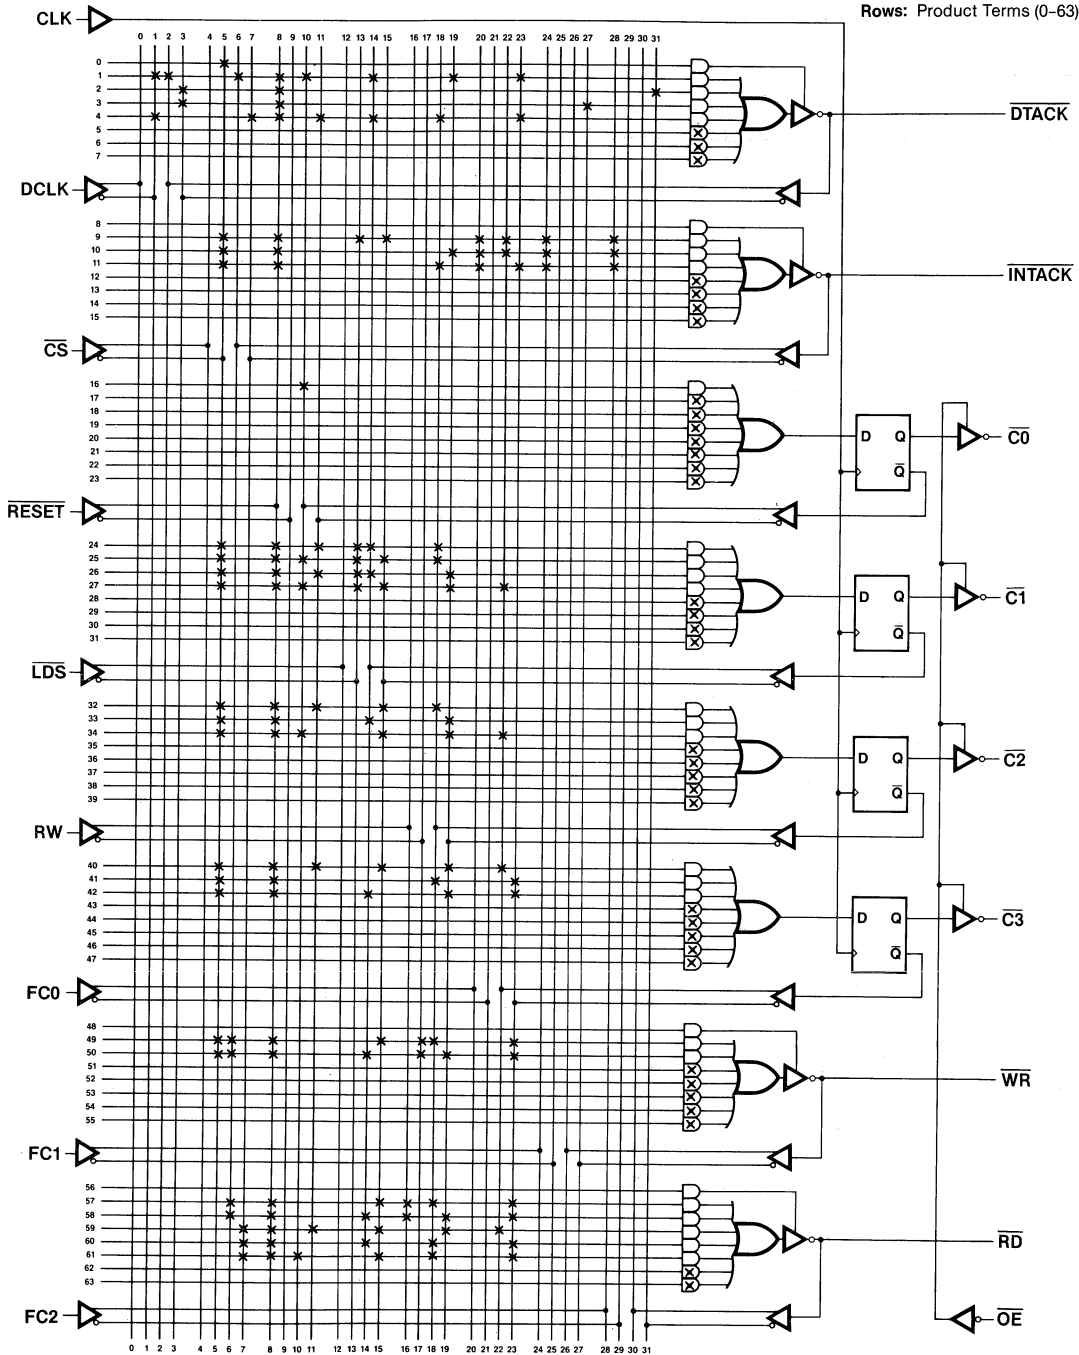 CLK
Rows: Product Terms (0–63)
0 1 2 3 4 5 6 7 8 9 10 11 12 13 14 15 16 17 18 19 20 21 22 23 24 25 26 27 28 29 30 31
0
1
2
3
4
5
6
7
DTACK
DCLK
8
9
10
11
12
13
14
15
INTACK
CS
16
17
18
19
20
21
22
23
D Q
Q
C0
RESET
24
25
26
27
28
29
30
31
D Q
Q
C1
LDS
32
33
34
35
36
37
38
39
D Q
Q
C2
RW
40
41
42
43
44
45
46
47
D Q
Q
C3
FC0
48
49
50
51
52
53
54
55
WR
FC1
56
57
58
59
60
61
62
63
RD
FC2
OE
0 1 2 3 4 5 6 7 8 9 10 11 12 13 14 15 16 17 18 19 20 21 22 23 24 25 26 27 28 29 30 31